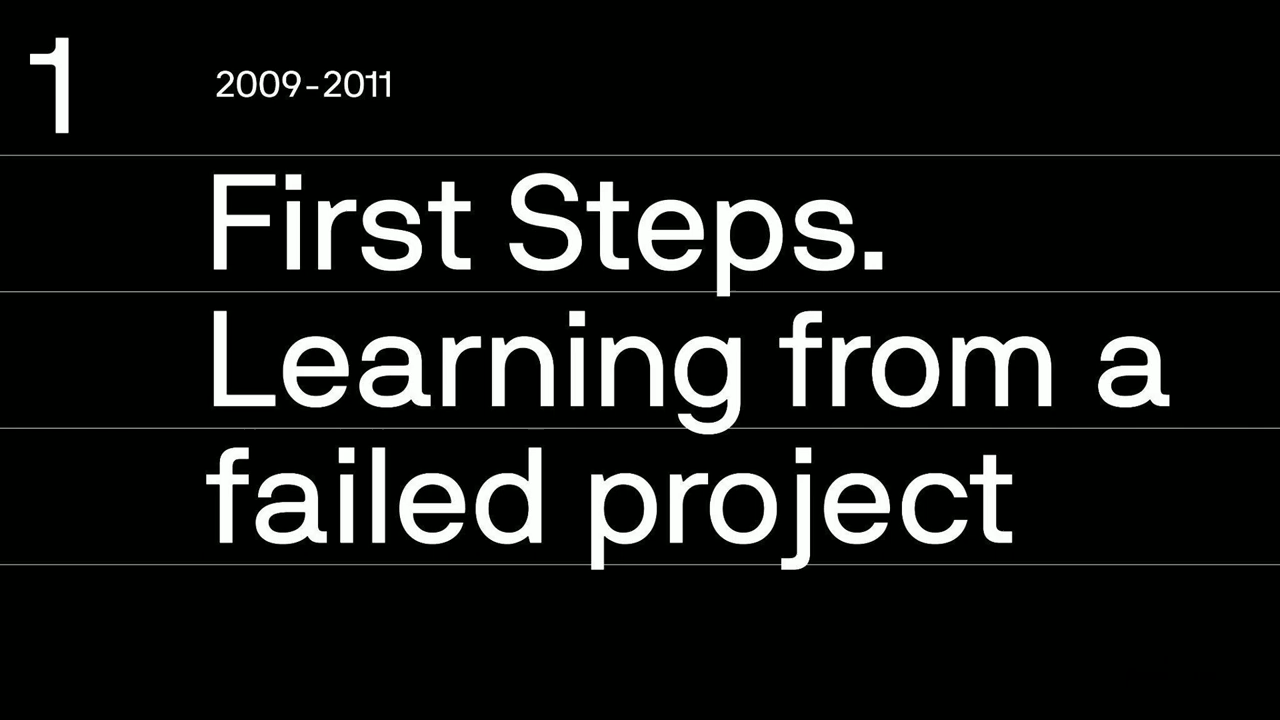 1
2009-2011
First Steps.
Learning from a
failed project